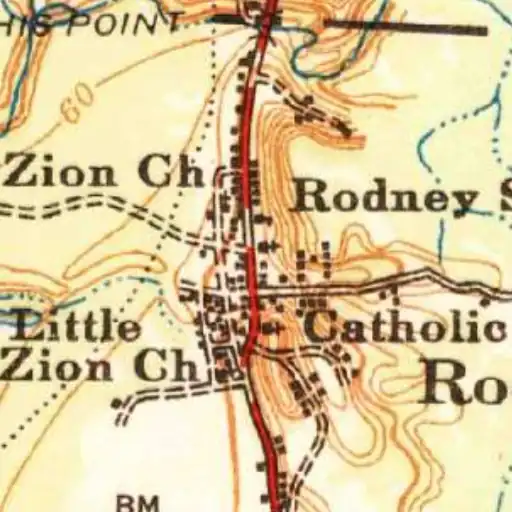 HIS POINT
60
Zion Ch
Rodney S
Little
Zion Ch
Catholic
Ro
BM